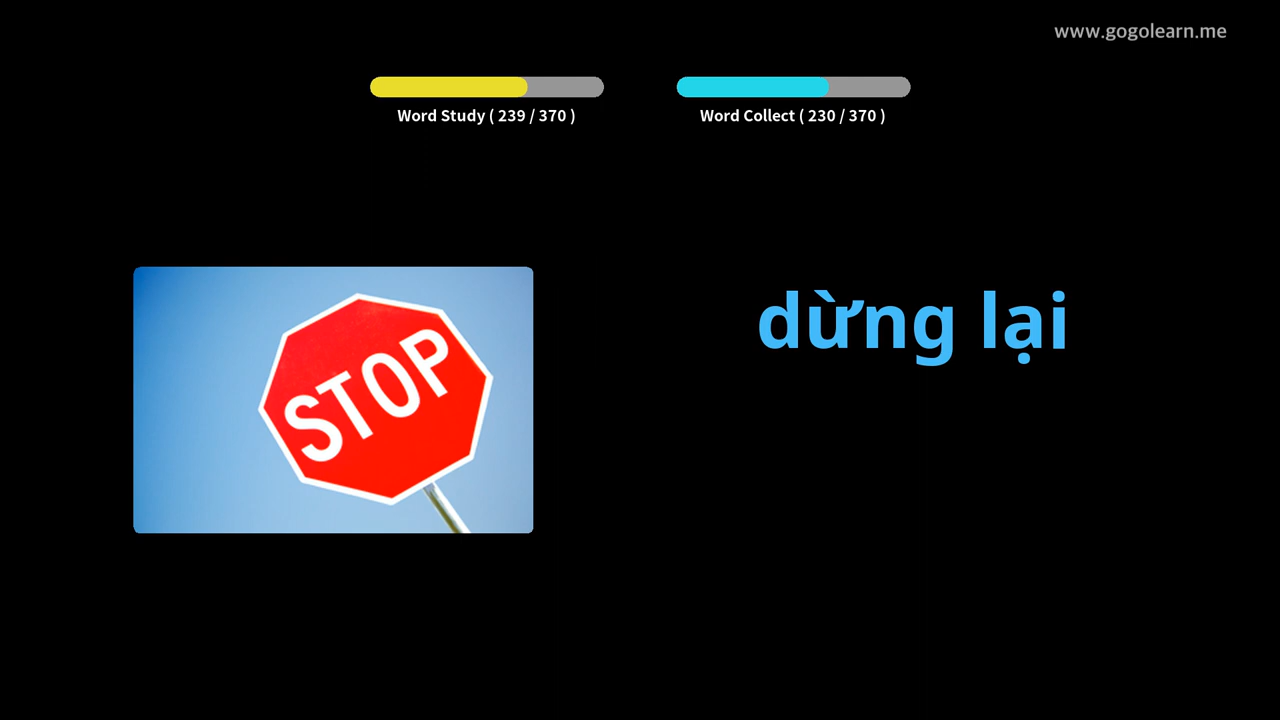 www.gogolearn.me
Word Study ( 239 / 370 )
Word Collect ( 230 / 370 )
STOP
dừng lại